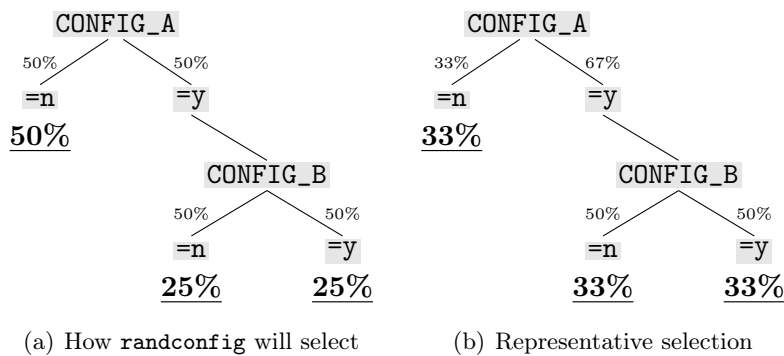 CONFIG_A CONFIG_A
50% 50% 33% 67%
=n =y =n =y
50% 33%
CONFIG_B CONFIG_B
50% 50% 50% 50%
=n =y =n =y
25% 25% 33% 33%
(a) How randconfig will select (b) Representative selection